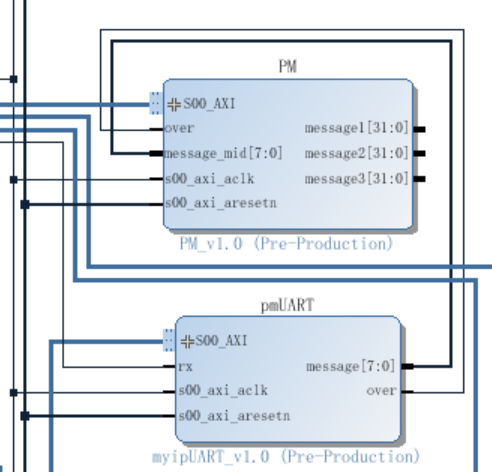 PM
S00_AXI
over message1[31:0]
message_mid[7:0] message2[31:0]
s00_axi_aclk message3[31:0]
s00_axi_aresetn
PM_v1.0 (Pre-Production)
pmUART
S00_AXI
rx message[7:0]
s00_axi_aclk over
s00_axi_aresetn
myipUART_v1.0 (Pre-Production)